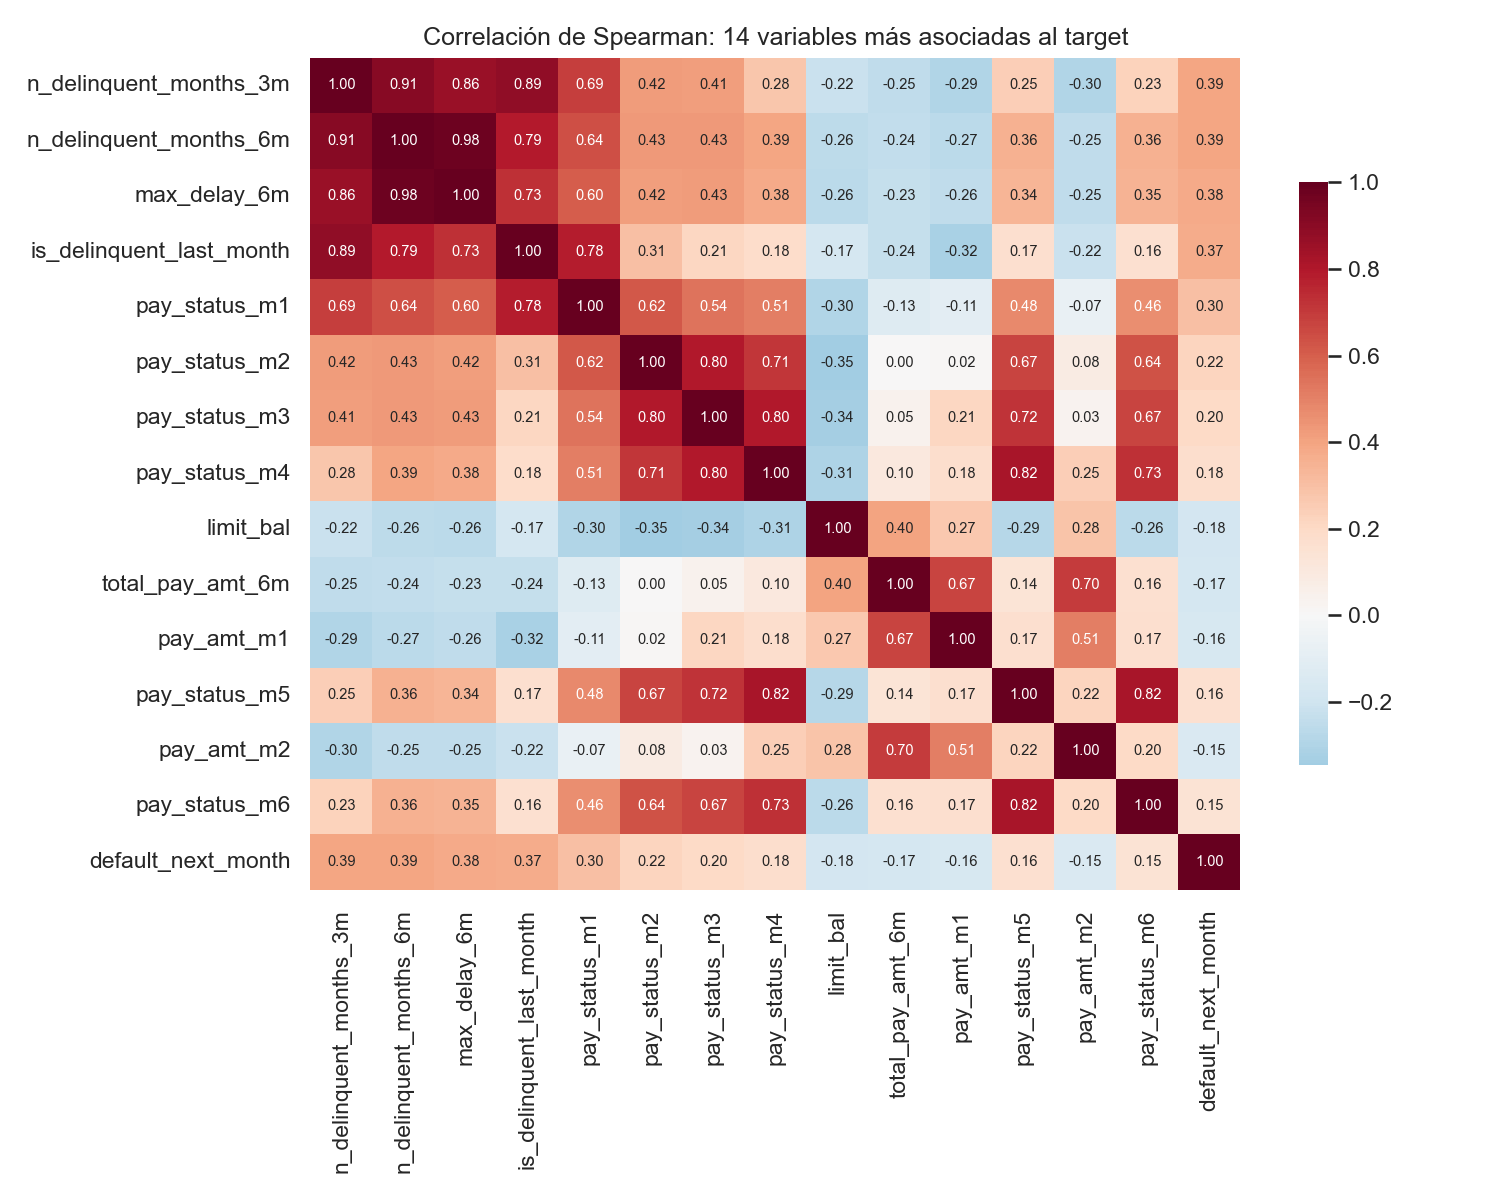 Correlación de Spearman: 14 variables más asociadas al target
n_delinquent_months_3m 1.00 0.91 0.86 0.89 0.69 0.42 0.41 0.28 -0.22 -0.25 -0.29 0.25 -0.30 0.23 0.39
n_delinquent_months_6m 0.91 1.00 0.98 0.79 0.64 0.43 0.43 0.39 -0.26 -0.24 -0.27 0.36 -0.25 0.36 0.39
max_delay_6m 0.86 0.98 1.00 0.73 0.60 0.42 0.43 0.38 -0.26 -0.23 -0.26 0.34 -0.25 0.35 0.38
is_delinquent_last_month 0.89 0.79 0.73 1.00 0.78 0.31 0.21 0.18 -0.17 -0.24 -0.32 0.17 -0.22 0.16 0.37
pay_status_m1 0.69 0.64 0.60 0.78 1.00 0.62 0.54 0.51 -0.30 -0.13 -0.11 0.48 -0.07 0.46 0.30
pay_status_m2 0.42 0.43 0.42 0.31 0.62 1.00 0.80 0.71 -0.35 0.00 0.02 0.67 0.08 0.64 0.22
pay_status_m3 0.41 0.43 0.43 0.21 0.54 0.80 1.00 0.80 -0.34 0.05 0.21 0.72 0.03 0.67 0.20
pay_status_m4 0.28 0.39 0.38 0.18 0.51 0.71 0.80 1.00 -0.31 0.10 0.18 0.82 0.25 0.73 0.18
limit_bal -0.22 -0.26 -0.26 -0.17 -0.30 -0.35 -0.34 -0.31 1.00 0.40 0.27 -0.29 0.28 -0.26 -0.18
total_pay_amt_6m -0.25 -0.24 -0.23 -0.24 -0.13 0.00 0.05 0.10 0.40 1.00 0.67 0.14 0.70 0.16 -0.17
pay_amt_m1 -0.29 -0.27 -0.26 -0.32 -0.11 0.02 0.21 0.18 0.27 0.67 1.00 0.17 0.51 0.17 -0.16
pay_status_m5 0.25 0.36 0.34 0.17 0.48 0.67 0.72 0.82 -0.29 0.14 0.17 1.00 0.22 0.82 0.16
pay_amt_m2 -0.30 -0.25 -0.25 -0.22 -0.07 0.08 0.03 0.25 0.28 0.70 0.51 0.22 1.00 0.20 -0.15
pay_status_m6 0.23 0.36 0.35 0.16 0.46 0.64 0.67 0.73 -0.26 0.16 0.17 0.82 0.20 1.00 0.15
default_next_month 0.39 0.39 0.38 0.37 0.30 0.22 0.20 0.18 -0.18 -0.17 -0.16 0.16 -0.15 0.15 1.00
n_delinquent_months_3m
n_delinquent_months_6m
max_delay_6m
is_delinquent_last_month
pay_status_m1
pay_status_m2
pay_status_m3
pay_status_m4
limit_bal
total_pay_amt_6m
pay_amt_m1
pay_status_m5
pay_amt_m2
pay_status_m6
default_next_month
1.0
0.8
0.6
0.4
0.2
0.0
−0.2